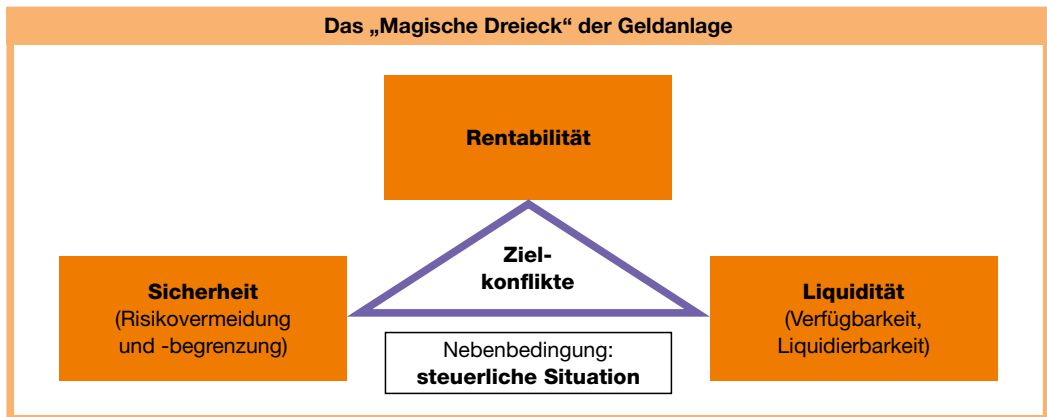 Das „Magische Dreieck“ der Geldanlage
Rentabilität
Ziel-
konflikte
Sicherheit
(Risikovermeidung
und -begrenzung)
Liquidität
(Verfügbarkeit,
Liquidierbarkeit)
Nebenbedingung:
steuerliche Situation